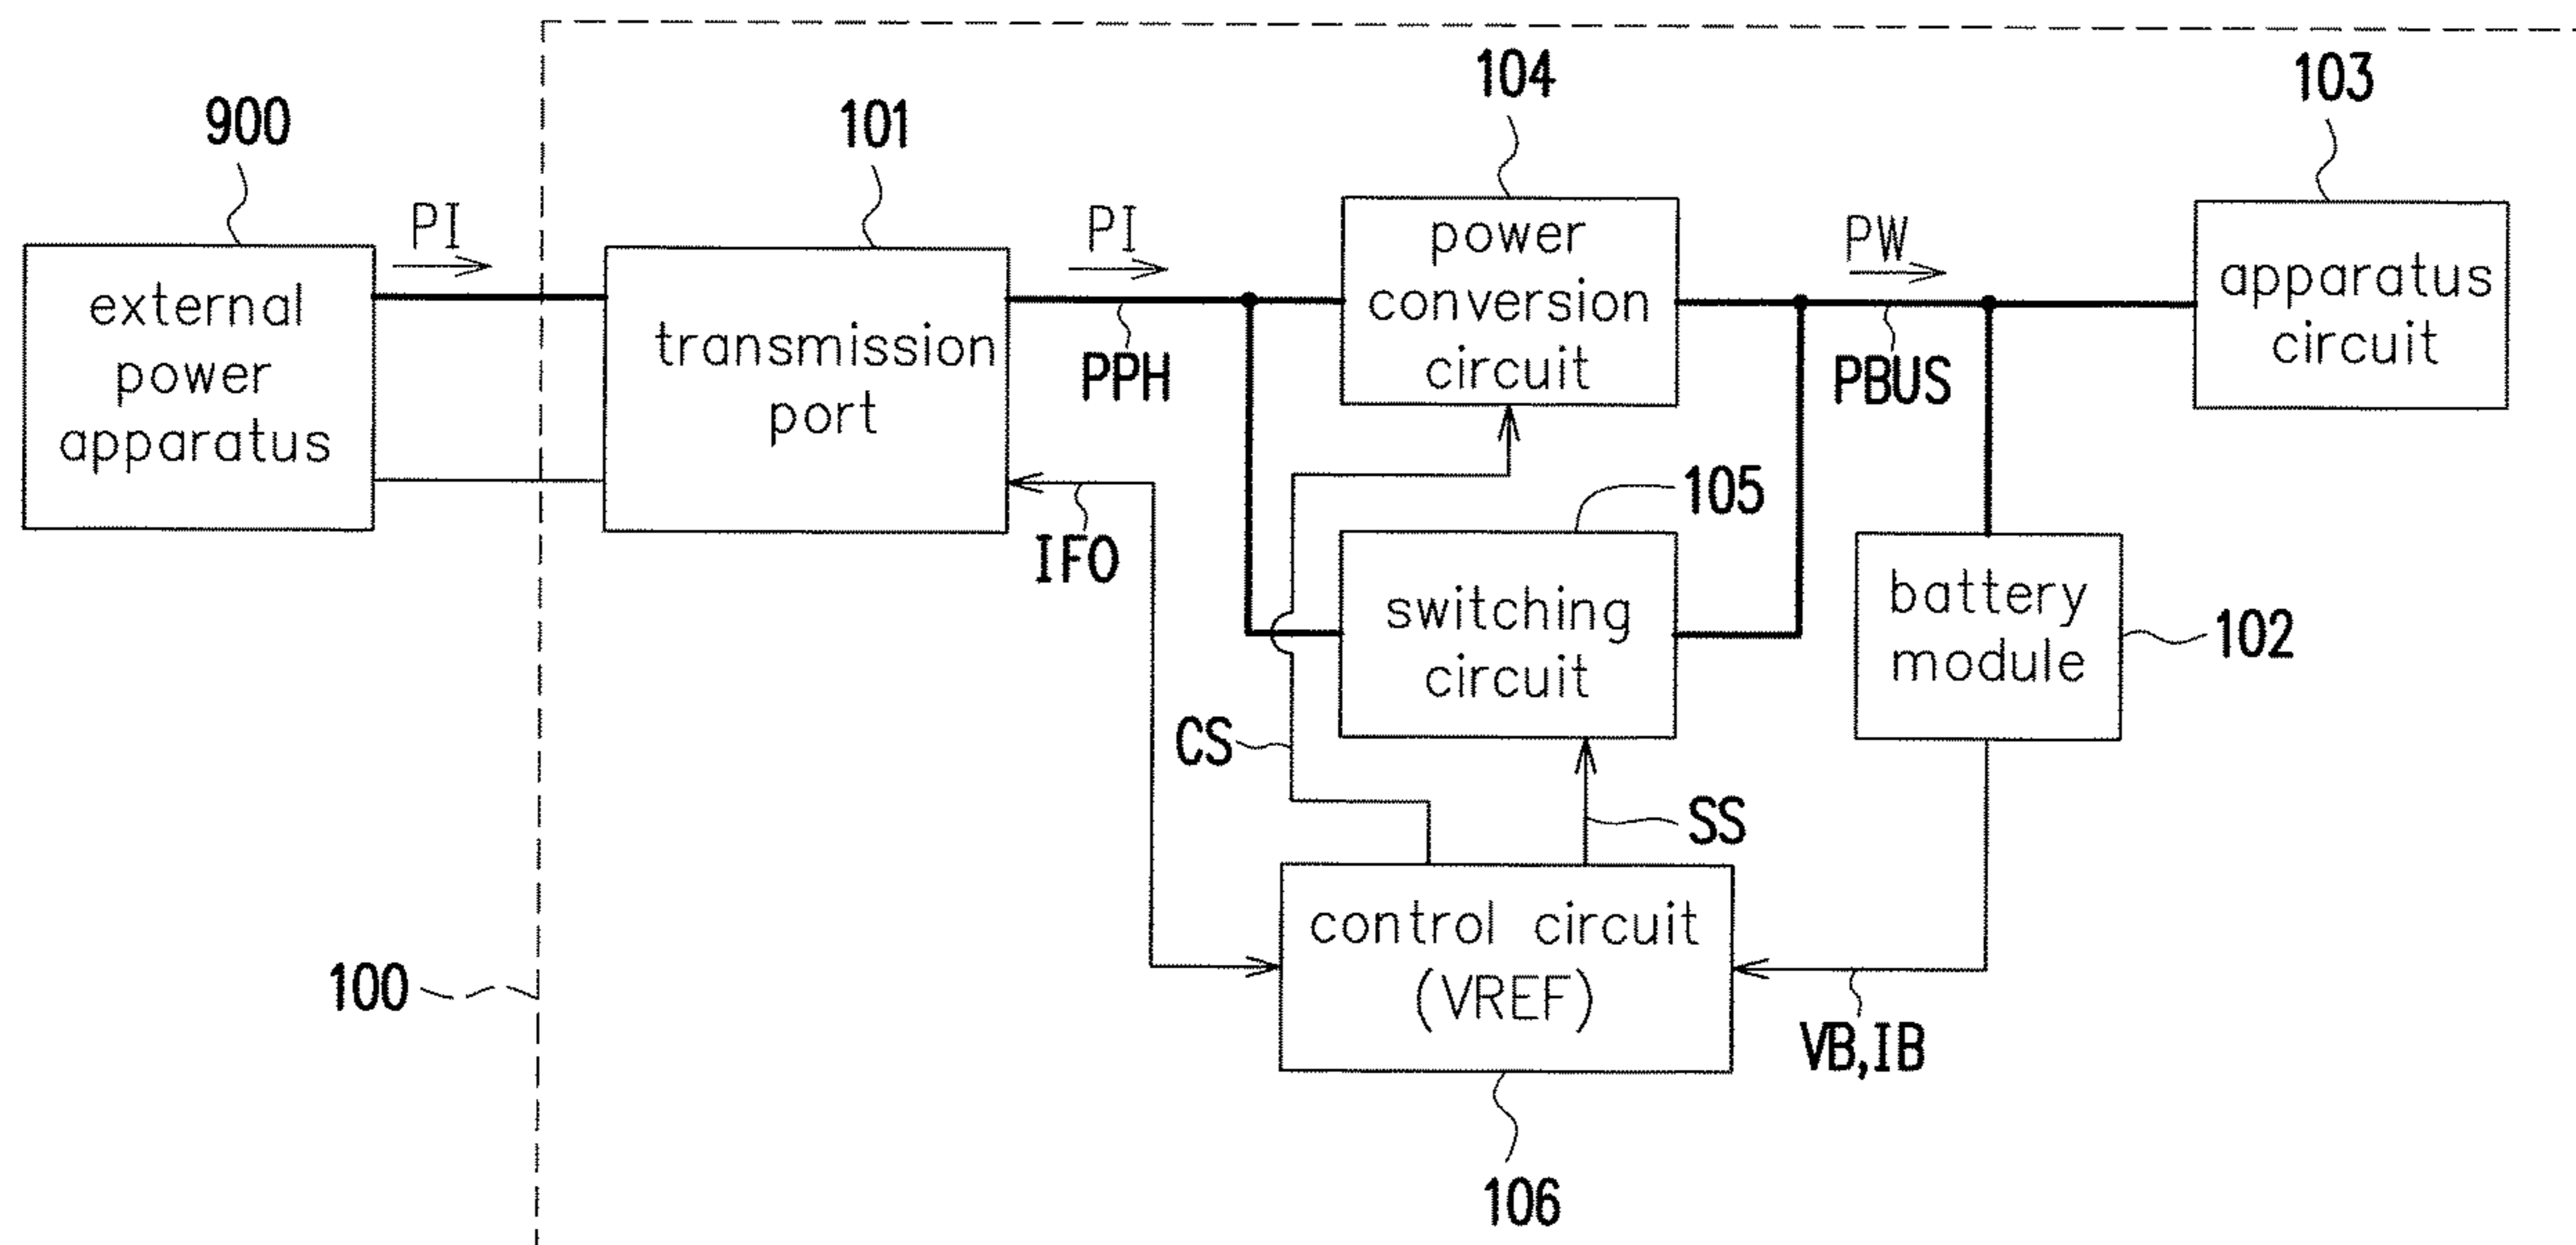 900
PI
external
power
apparatus
101
transmission
port
PI
PPH
IFO
104
power
conversion
circuit
105
switching
circuit
PW
PBUS
103
apparatus
circuit
battery
module
102
CS
SS
control circuit
(VREF)
VB,IB
100
106